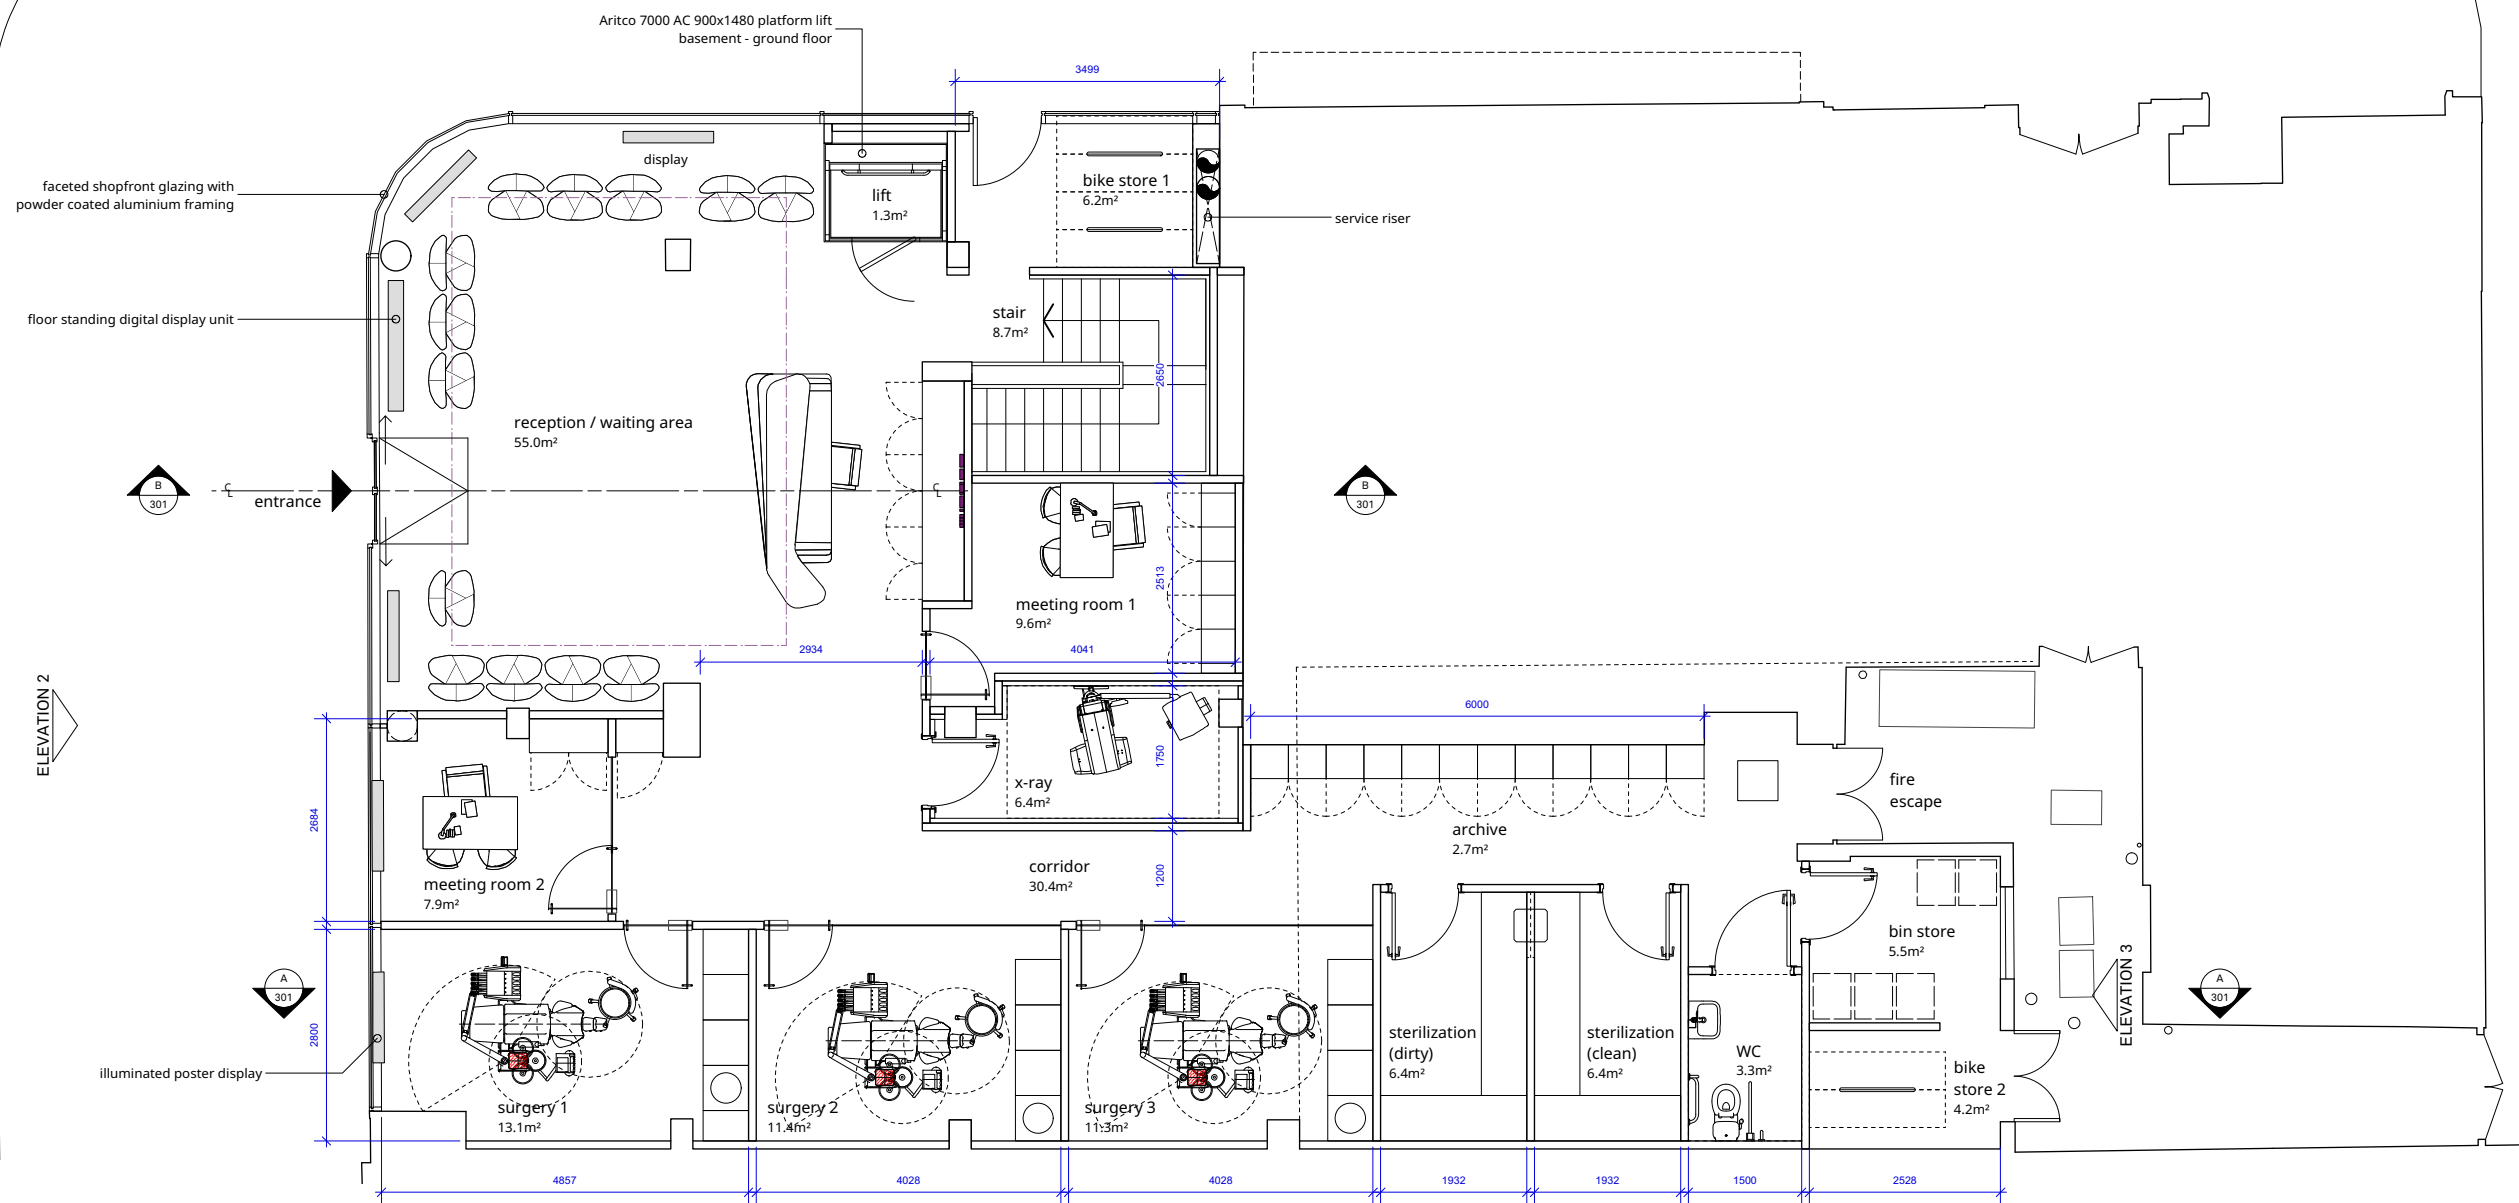 Aritco 7000 AC 900x1480 platform lift
basement - ground floor
3499
display
faceted shopfront glazing with
powder coated aluminium framing
lift
1.3m²
bike store 1
6.2m²
service riser
floor standing digital display unit
stair
8.7m²
2650
reception / waiting area
55.0m²
B
301
C
L
entrance
C
L
B
301
2513
meeting room 1
9.6m²
2934
4041
ELEVATION 2
6000
2684
x-ray
6.4m²
1750
fire
escape
archive
2.7m²
meeting room 2
7.9m²
corridor
30.4m²
1200
bin store
5.5m²
ELEVATION 3
A
301
A
301
2800
sterilization
(dirty)
6.4m²
sterilization
(clean)
6.4m²
WC
3.3m²
illuminated poster display
bike
store 2
4.2m²
surgery 1
13.1m²
surgery 2
11.4m²
surgery 3
11.3m²
4857
4028
4028
1932
1932
1500
2528